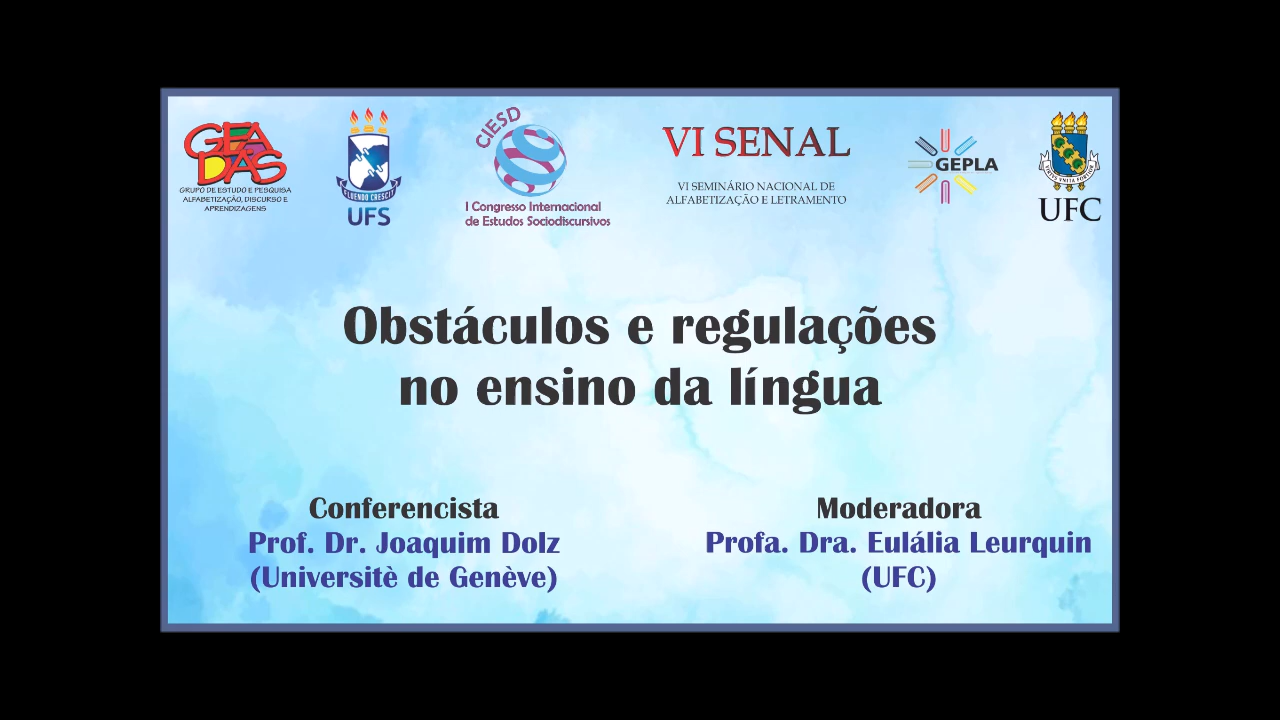 GEADAS
GRUPO DE ESTUDO E PESQUISA
ALFABETIZAÇÃO, DISCURSO E
APRENDIZAGENS
UFS
CIESD
I Congresso Internacional
de Estudos Sociodiscursivos
VI SENAL
VI SEMINÁRIO NACIONAL DE
ALFABETIZAÇÃO E LETRAMENTO
GEPLA
UFC
Obstáculos e regulações
no ensino da língua
Conferencista
Prof. Dr. Joaquim Dolz
(Universitè de Genève)
Moderadora
Profa. Dra. Eulália Leurquin
(UFC)